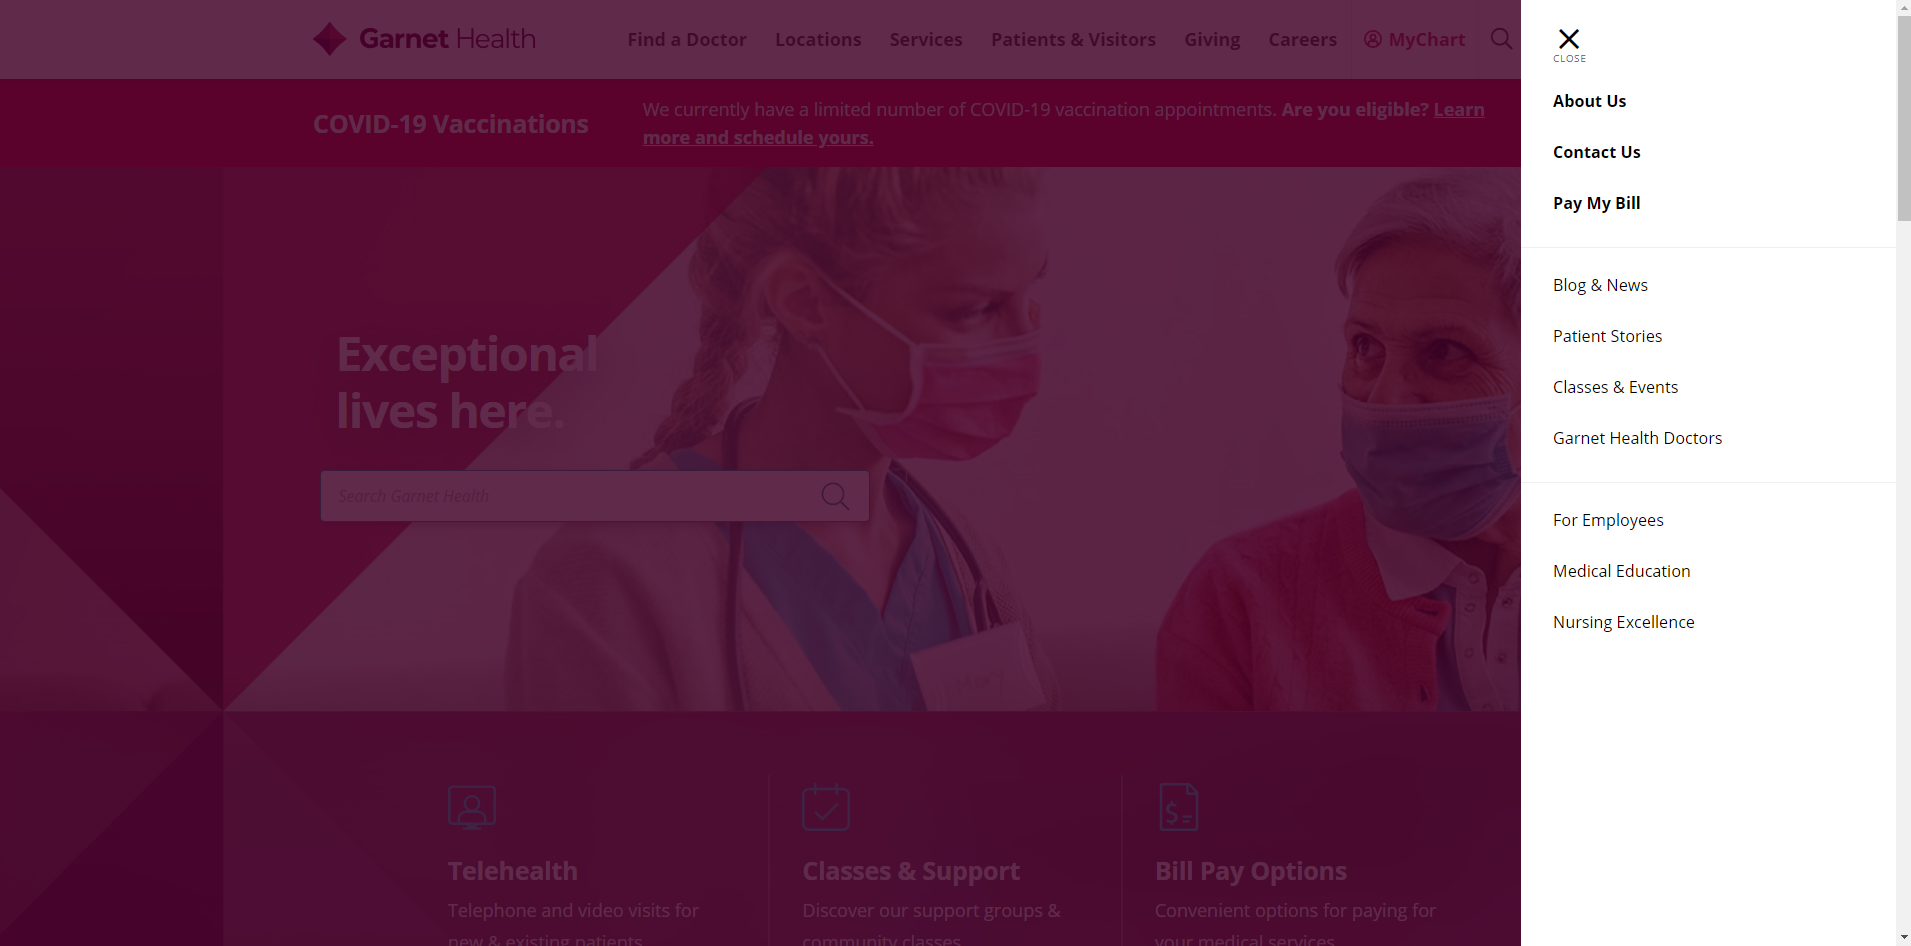 Garnet Health
Find a Doctor
Locations
Services
Patients & Visitors
Giving
Careers
MyChart
COVID-19 Vaccinations
We currently have a limited number of COVID-19 vaccination appointments. Are you eligible? Learn
more and schedule yours.
Exceptional
lives here.
Search Garnet Health
Telehealth
Telephone and video visits for
new & existing patients
Classes & Support
Discover our support groups &
community classes
Bill Pay Options
Convenient options for paying for
your medical services
CLOSE
About Us
Contact Us
Pay My Bill
Blog & News
Patient Stories
Classes & Events
Garnet Health Doctors
For Employees
Medical Education
Nursing Excellence